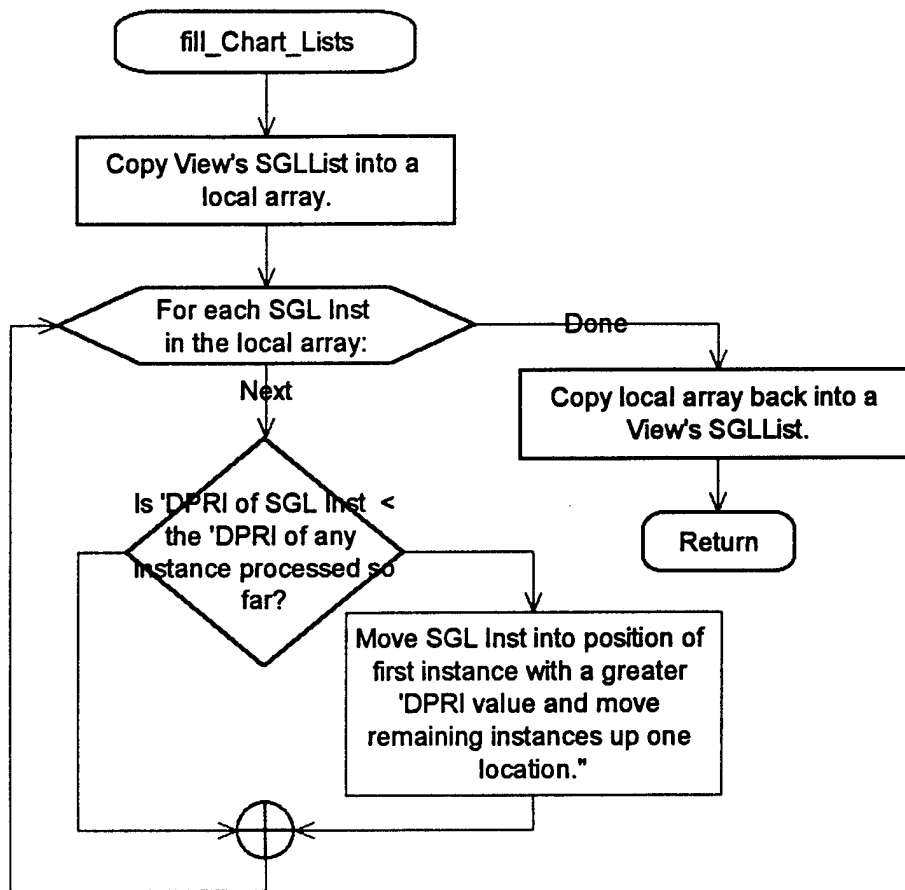 fill_Chart_Lists
Copy View's SGLList into a
local array.
For each SGL Inst
in the local array:
Done
Next
Copy local array back into a
View's SGLList.
Return
Is 'DPRI of SGL Inst <
the 'DPRI of any
instance processed so
far?
Move SGL Inst into position of
first instance with a greater
'DPRI value and move
remaining instances up one
location."